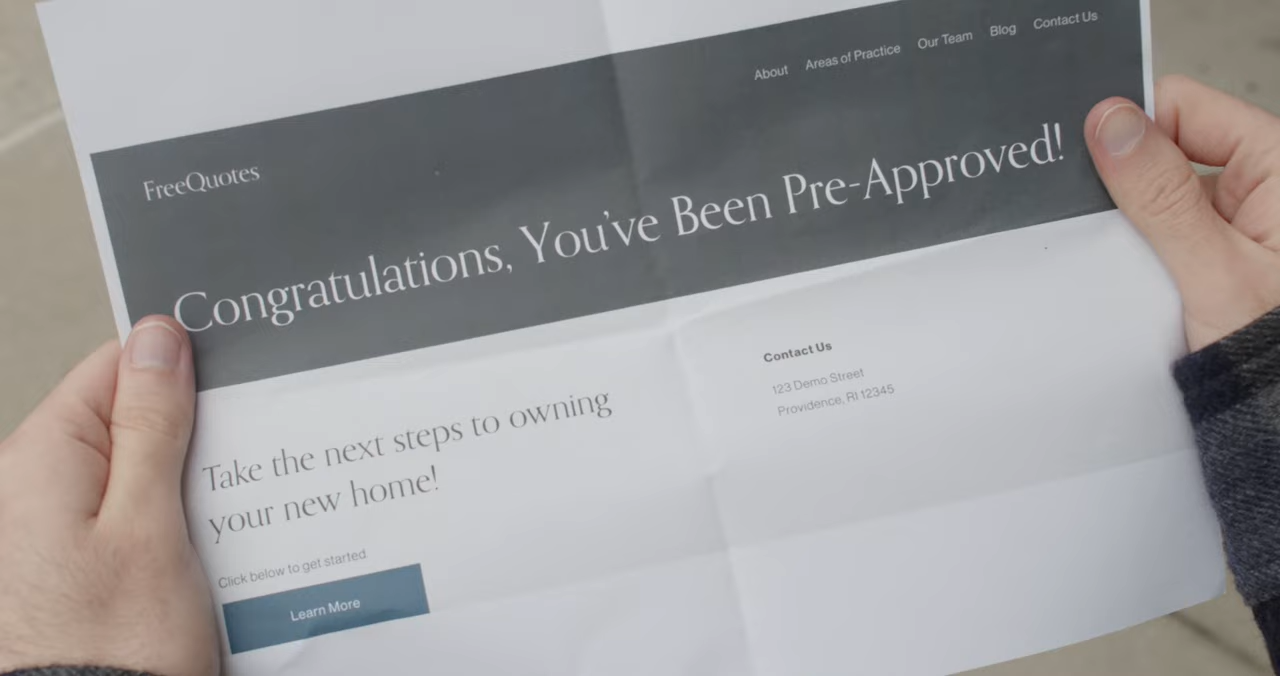 About Areas of Practice Our Team Blog Contact Us
FreeQuotes
Congratulations, You've Been Pre-Approved!
Take the next steps to owning
your new home!
Click below to get started.
Learn More
Contact Us
123 Demo Street
Providence, RI 12345